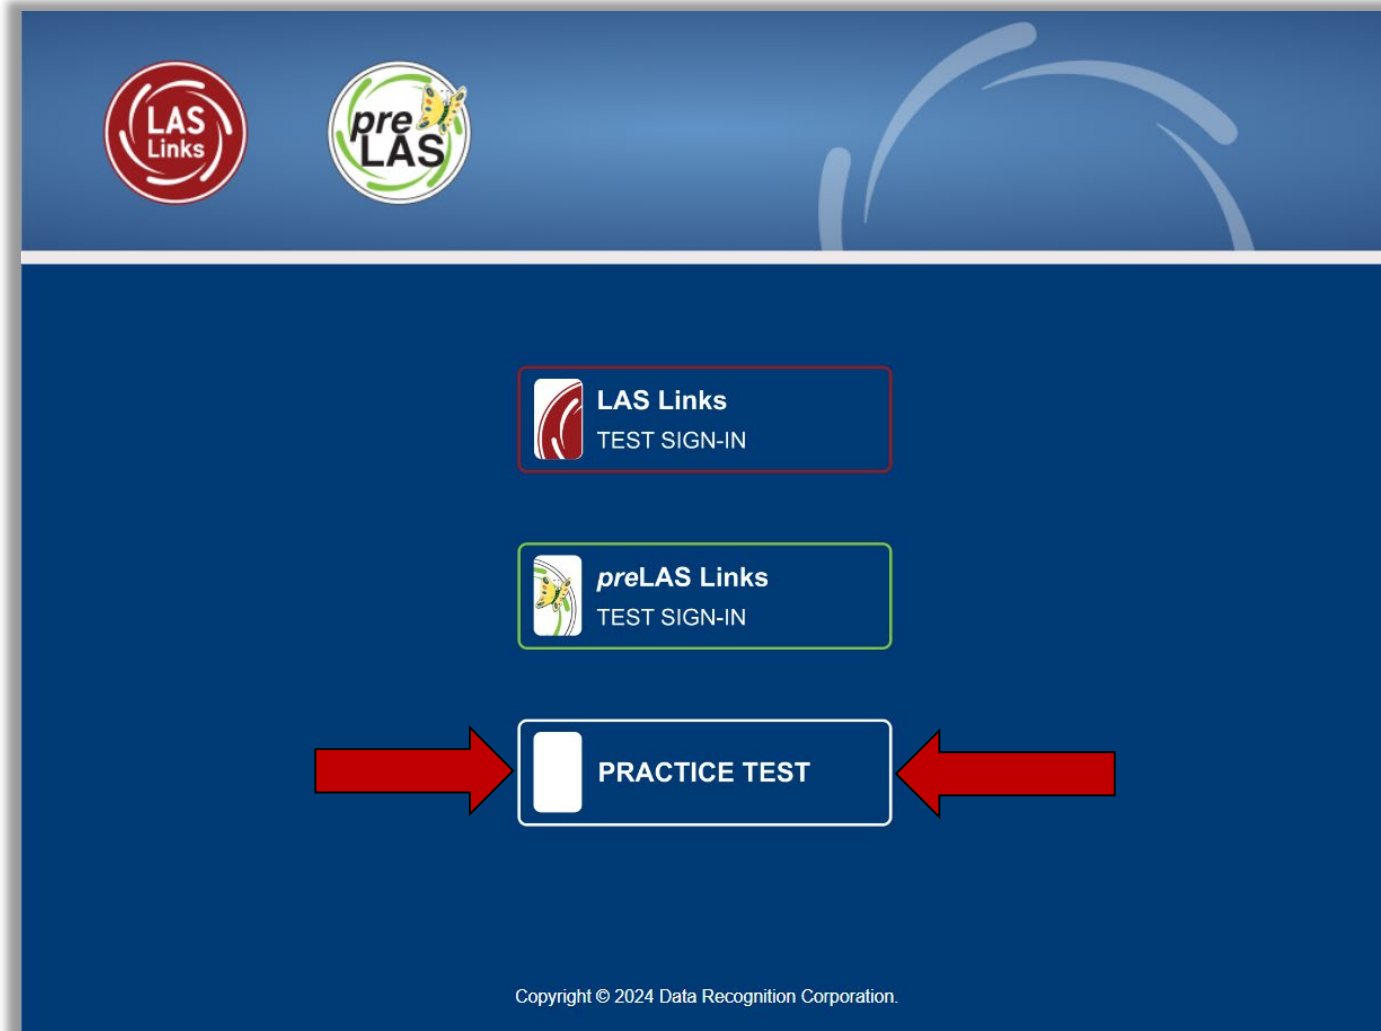 LAS
Links
pre
LAS
LAS Links
TEST SIGN-IN
preLAS Links
TEST SIGN-IN
PRACTICE TEST
Copyright © 2024 Data Recognition Corporation.